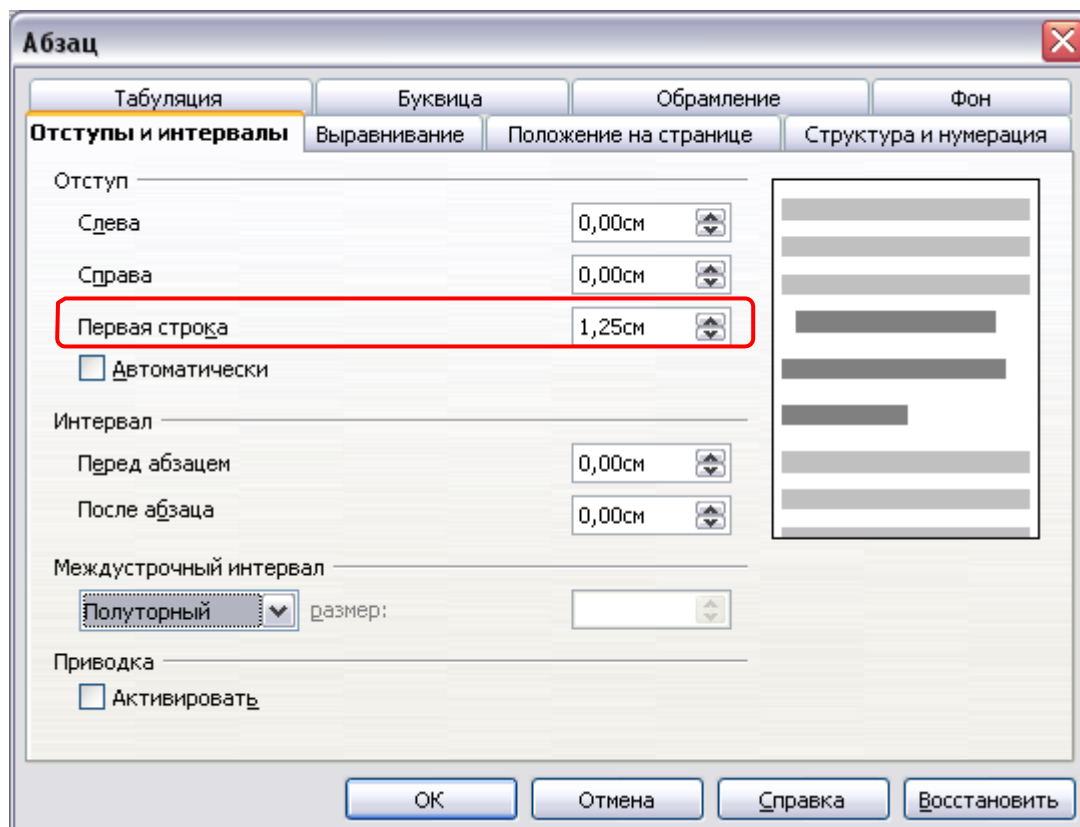 Абзац
Табуляция Буквица Обрамление Фон
Отступы и интервалы Выравнивание Положение на странице Структура и нумерация
Отступ
Слева 0,00см
Справа 0,00см
Первая строка 1,25см
Автоматически
Интервал
Перед абзацем 0,00см
После абзаца 0,00см
Междустрочный интервал
Полуторный размер:
Приводка
Активировать
ОК Отмена Справка Восстановить